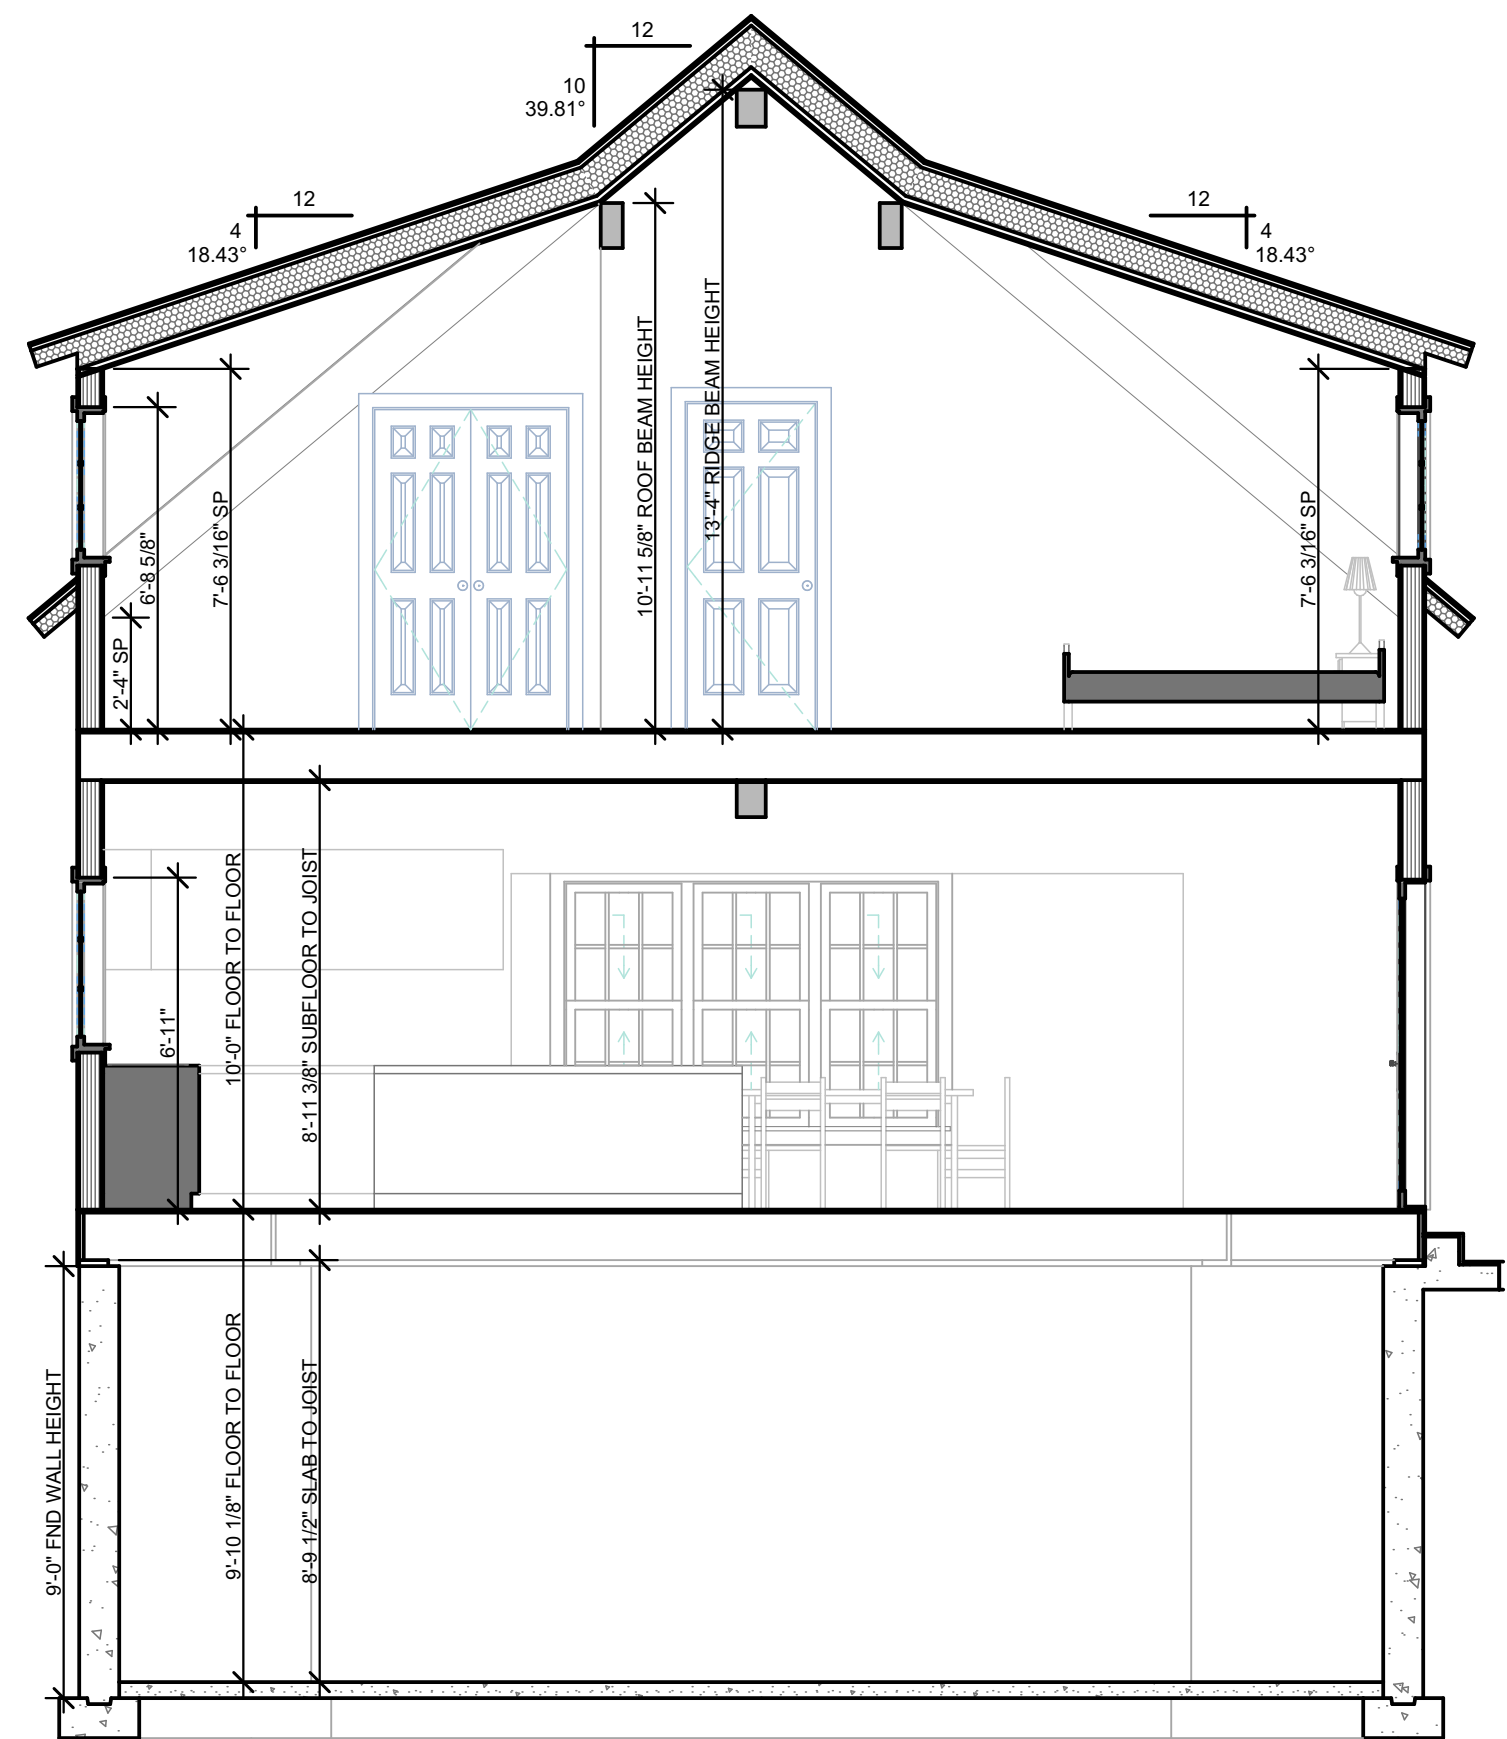 12
10
39.81°
12
4
18.43°
12
4
18.43°
2'-4" SP
6'-8 5/8"
7'-6 3/16" SP
10'-11 5/8" ROOF BEAM HEIGHT
13'-4" RIDGE BEAM HEIGHT
7'-6 3/16" SP
6'-11"
10'-0" FLOOR TO FLOOR
8'-11 3/8" SUBFLOOR TO JOIST
9'-0" FND WALL HEIGHT
9'-10 1/8" FLOOR TO FLOOR
8'-9 1/2" SLAB TO JOIST